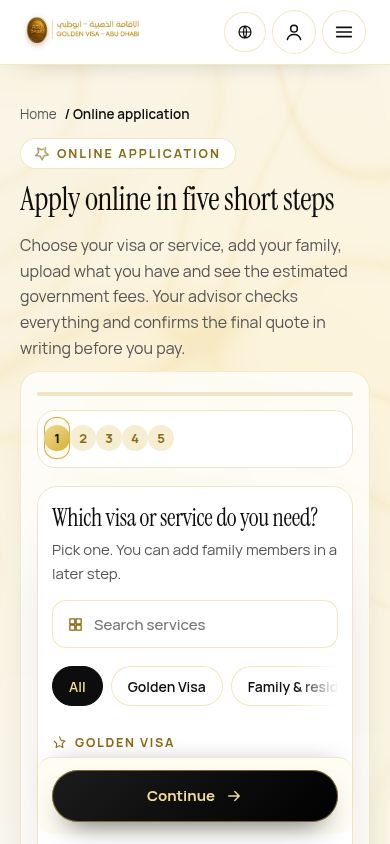 الإقامة الذهبية - أبوظبي
GOLDEN VISA - ABU DHABI
Home / Online application
ONLINE APPLICATION
Apply online in five short steps
Choose your visa or service, add your family,
upload what you have and see the estimated
government fees. Your advisor checks
everything and confirms the final quote in
writing before you pay.
1 2 3 4 5
Which visa or service do you need?
Pick one. You can add family members in a
later step.
Search services
All Golden Visa Family &
GOLDEN VISA
Continue